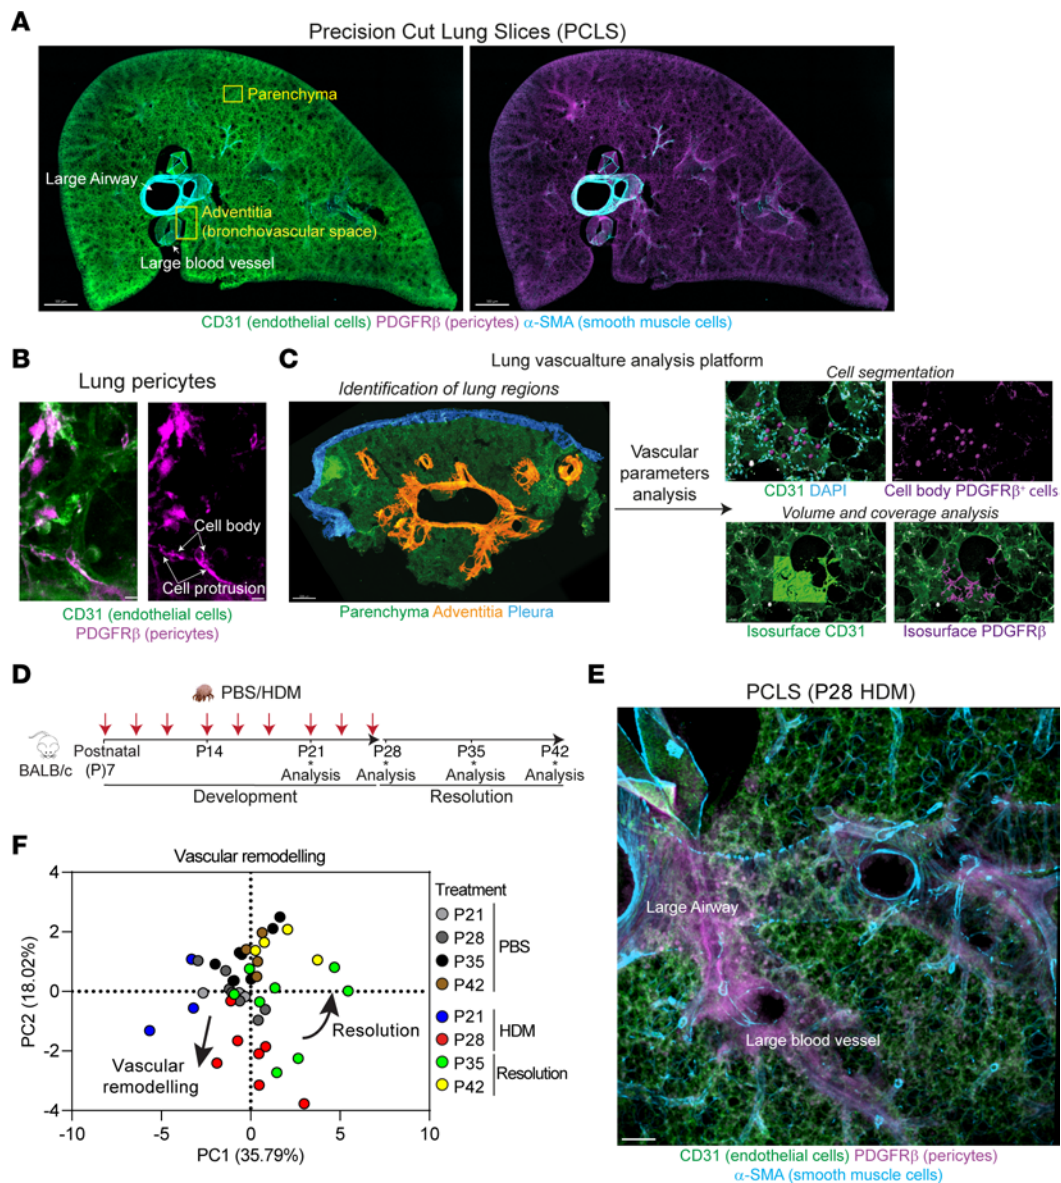 A
Precision Cut Lung Slices (PCLS)
Parenchyma
Large Airway
Adventitia
(bronchovascular space)
Large blood vessel
CD31 (endothelial cells) PDGFRβ (pericytes) α-SMA (smooth muscle cells)
B
Lung pericytes
Cell body
Cell protrusion
CD31 (endothelial cells)
PDGFRβ (pericytes)
C
Lung vascualture analysis platform
Identification of lung regions
Parenchyma Adventitia Pleura
Vascular
parameters
analysis
Cell segmentation
CD31 DAPI
Cell body PDGFRβ⁺ cells
Volume and coverage analysis
Isosurface CD31
Isosurface PDGFRβ
D
PBS/HDM
BALB/c
Postnatal
(P)7
P14
P21
*
Analysis
P28
*
Analysis
P35
*
Analysis
P42
*
Analysis
Development
Resolution
E
PCLS (P28 HDM)
Large Airway
Large blood vessel
CD31 (endothelial cells) PDGFRβ (pericytes)
α-SMA (smooth muscle cells)
F
Vascular remodelling
PC2 (18.02%)
4
2
0
-2
-4
-10
-5
0
5
10
PC1 (35.79%)
Vascular
remodelling
Resolution
Treatment
P21
P28
P35
P42
PBS
P21
P28
HDM
P35
P42
Resolution